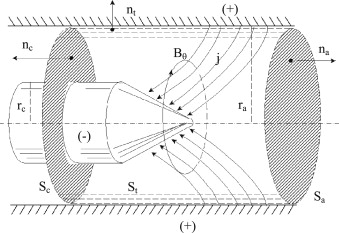 n_t
(+)
n_c
B_θ
j
n_a
r_c
r_a
(-)
S_c
S_t
S_a
(+)